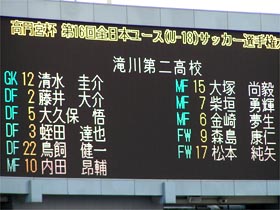 高円宮杯 第16回全日本ユース(U-18)サッカー選手権
滝川第二高校
GK 12 清水 圭介
DF 2 藤井 大介
DF 5 大久保 悟
DF 3 蛭田 達也
DF 22 鳥飼 健一
MF 10 内田 昂輔
MF 15 大塚 尚毅
MF 7 柴垣 勇輝
MF 6 金崎 夢生
FW 9 森島 康仁
FW 17 松本 純矢